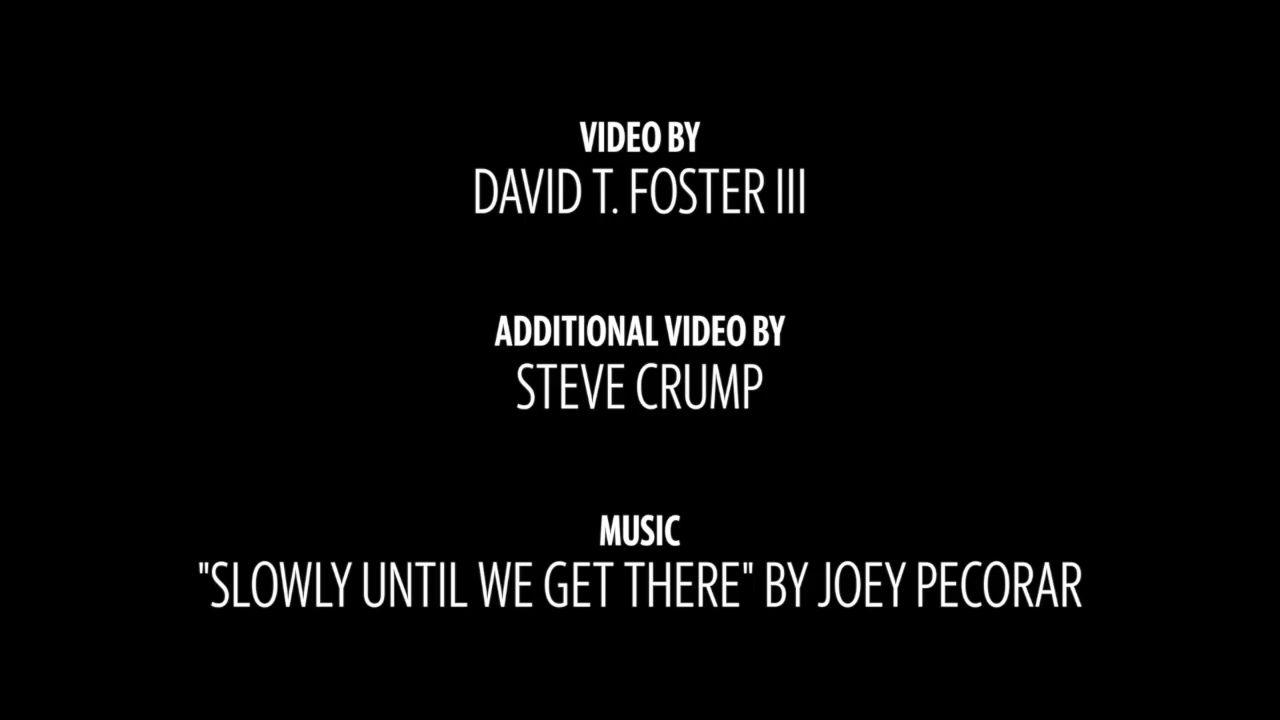 VIDEO BY
DAVID T. FOSTER III
ADDITIONAL VIDEO BY
STEVE CRUMP
MUSIC
"SLOWLY UNTIL WE GET THERE" BY JOEY PECORAR